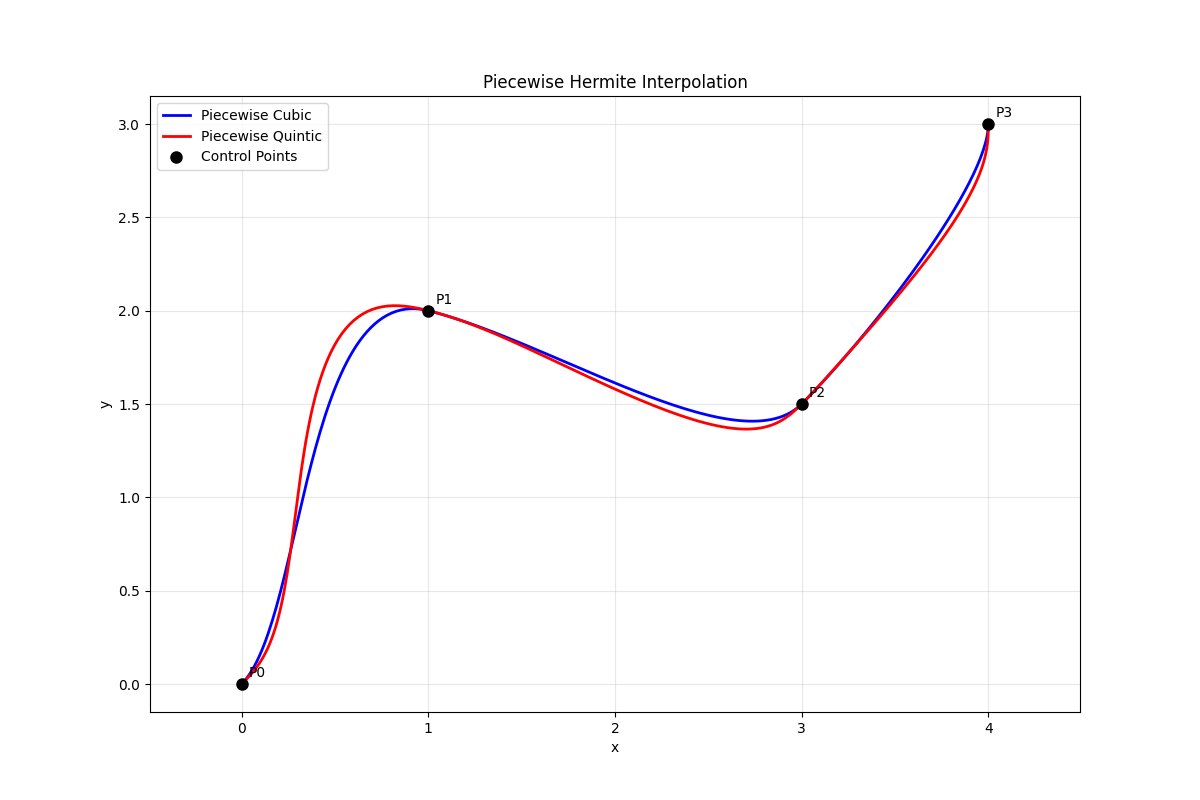 Piecewise Hermite Interpolation
Piecewise Cubic
Piecewise Quintic
Control Points
P3
P1
P2
P0
3.0
2.5
2.0
1.5
1.0
0.5
0.0
y
0 1 2 3 4
x